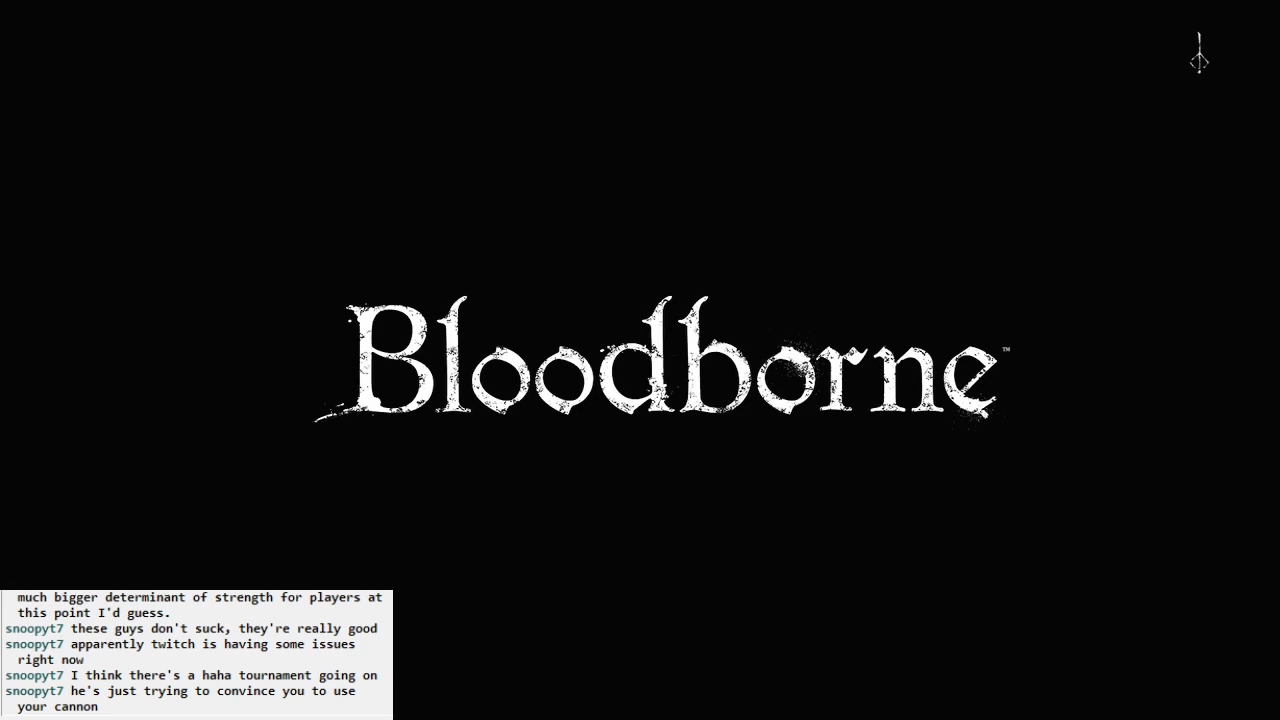 Bloodborne™
much bigger determinant of strength for players at
this point I'd guess.
snoopyt7 these guys don't suck, they're really good
snoopyt7 apparently twitch is having some issues
right now
snoopyt7 I think there's a haha tournament going on
snoopyt7 he's just trying to convince you to use
your cannon